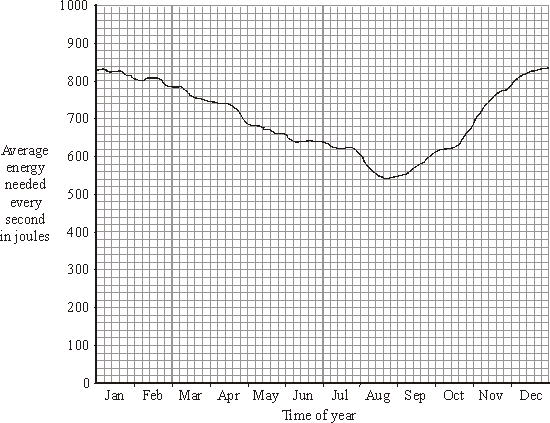 1000
900
800
700
600
500
400
300
200
100
0
Average
energy
needed
every
second
in joules
Jan Feb Mar Apr May Jun Jul Aug Sep Oct Nov Dec
Time of year